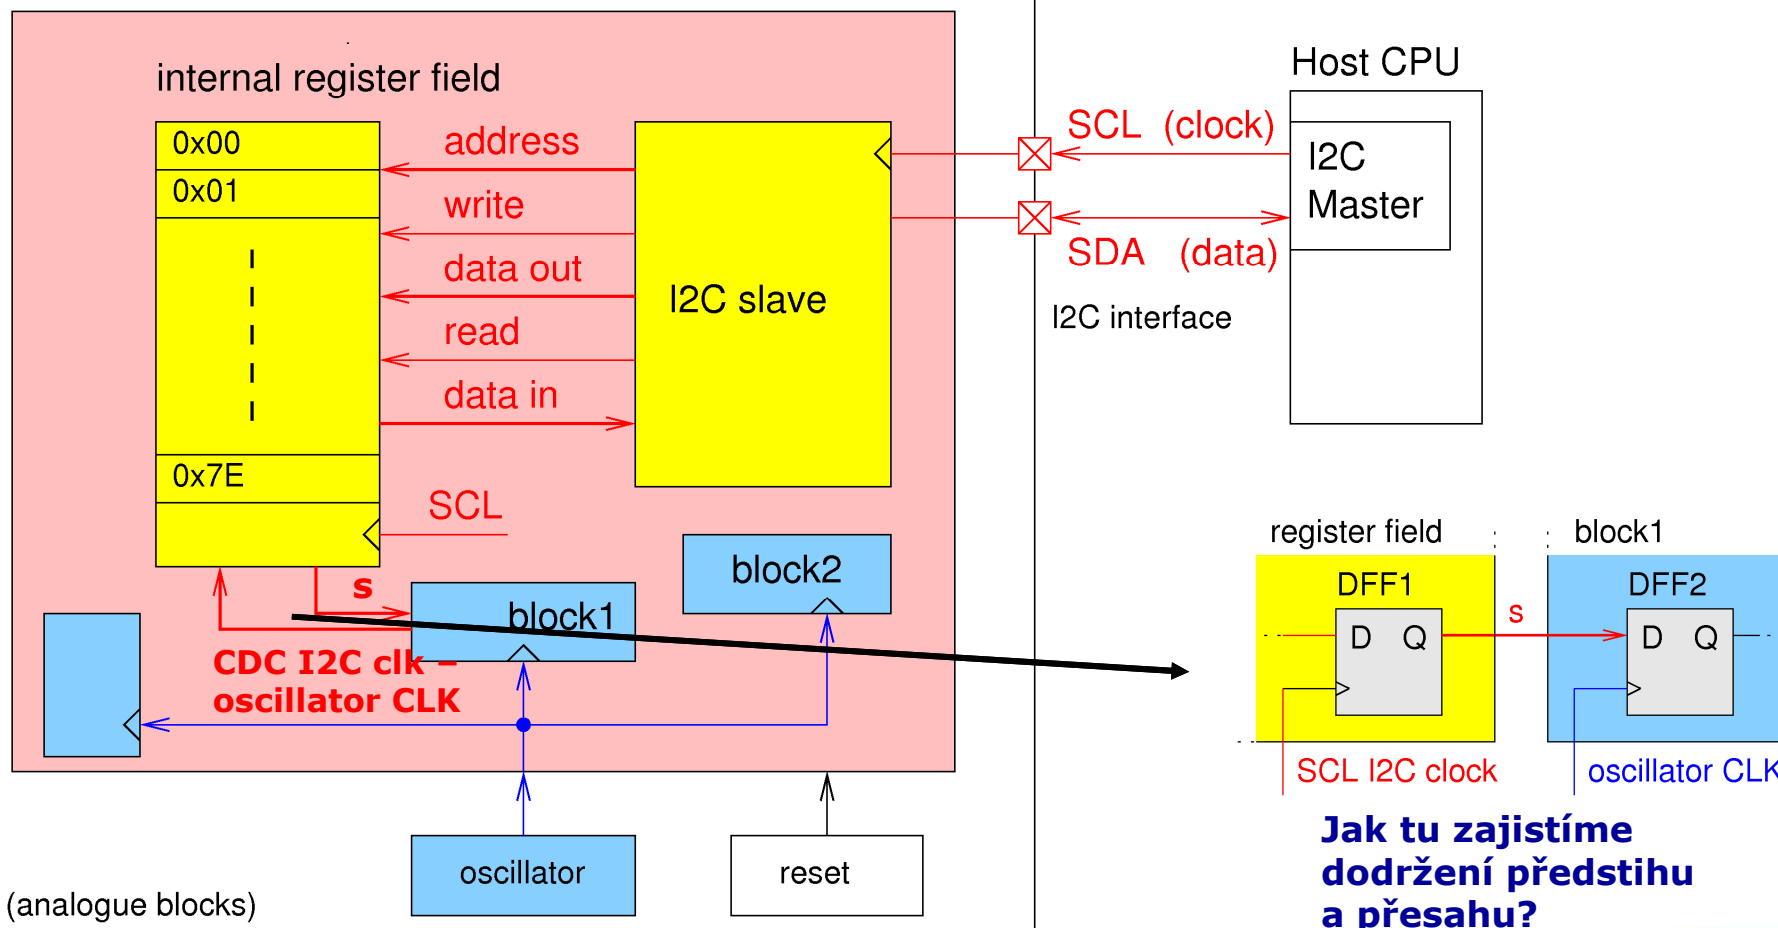 internal register field
0x00
0x01
0x7E
address
write
data out
read
data in
SCL
I2C slave
SCL (clock)
SDA (data)
I2C interface
Host CPU
I2C
Master
s
block1
block2
CDC I2C clk –
oscillator CLK
oscillator
reset
(analogue blocks)
register field
block1
DFF1
DFF2
s
D Q
D Q
SCL I2C clock
oscillator CLK
Jak tu zajistíme
dodržení předstihu
a přesahu?